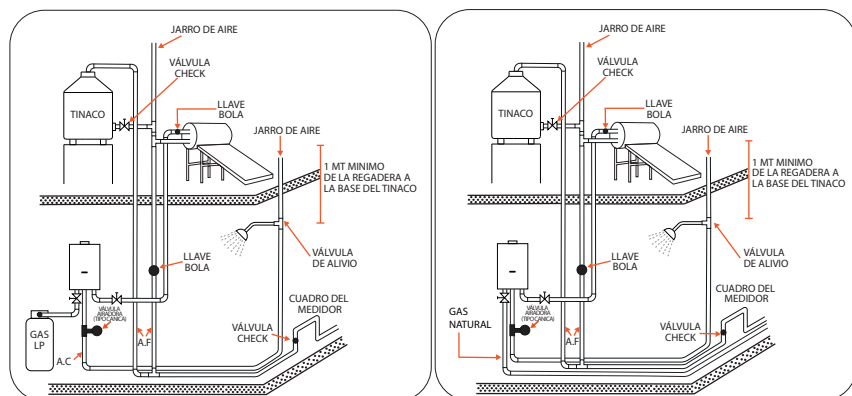 JARRO DE AIRE
VÁLVULA
CHECK
TINACO
LLAVE
BOLA
JARRO DE AIRE
1 MT MINIMO
DE LA REGADERA A
LA BASE DEL TINACO
VÁLVULA
DE ALIVIO
LLAVE
BOLA
CUADRO DEL
MEDIDOR
VÁLVULA
AIRADORA
(TIPO CANICA)
VÁLVULA
CHECK
GAS
LP
A.F
A.C
JARRO DE AIRE
VÁLVULA
CHECK
TINACO
LLAVE
BOLA
JARRO DE AIRE
1 MT MINIMO
DE LA REGADERA A
LA BASE DEL TINACO
VÁLVULA
DE ALIVIO
LLAVE
BOLA
CUADRO DEL
MEDIDOR
VÁLVULA
AIRADORA
(TIPO CANICA)
GAS
NATURAL
VÁLVULA
CHECK
A.F